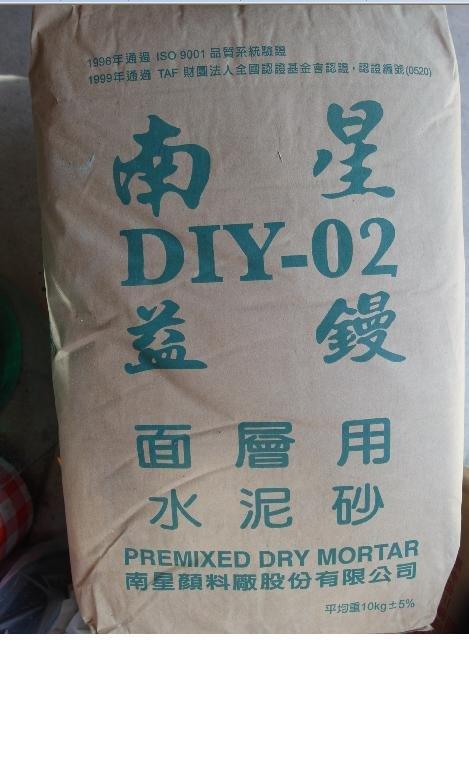 1996年通過 ISO 9001 品質系統驗證
1999年通過 TAF 財團法人全國認證基金會認證，認證編號(0520)
南星
DIY-02
益鏝
面層用
水泥砂
PREMIXED DRY MORTAR
南星顏料廠股份有限公司
平均重10kg±5%